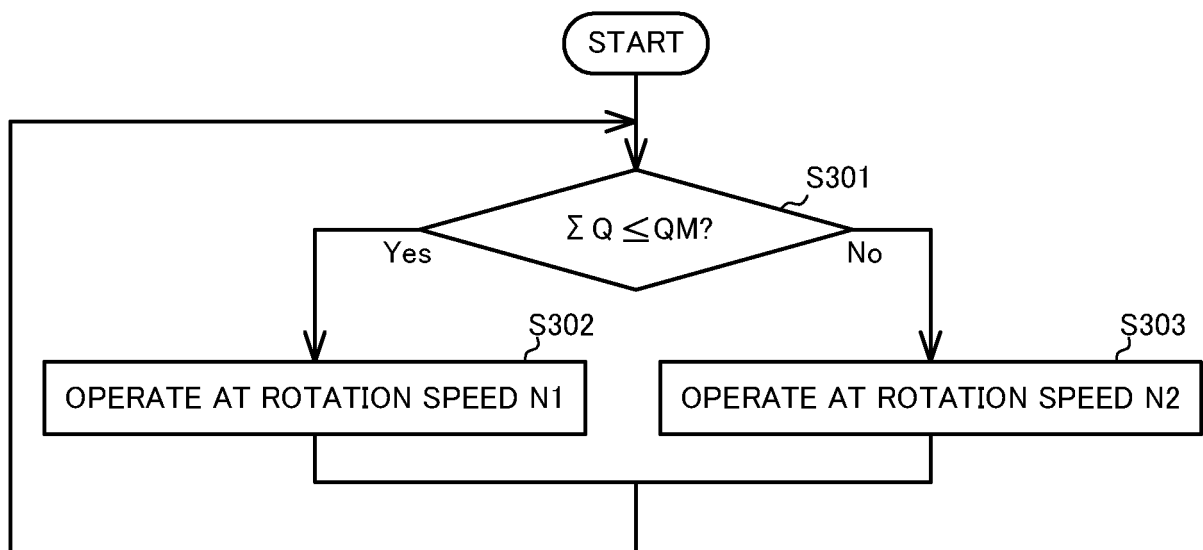 START
S301
Σ Q ≦QM?
Yes
No
S302
S303
OPERATE AT ROTATION SPEED N1
OPERATE AT ROTATION SPEED N2